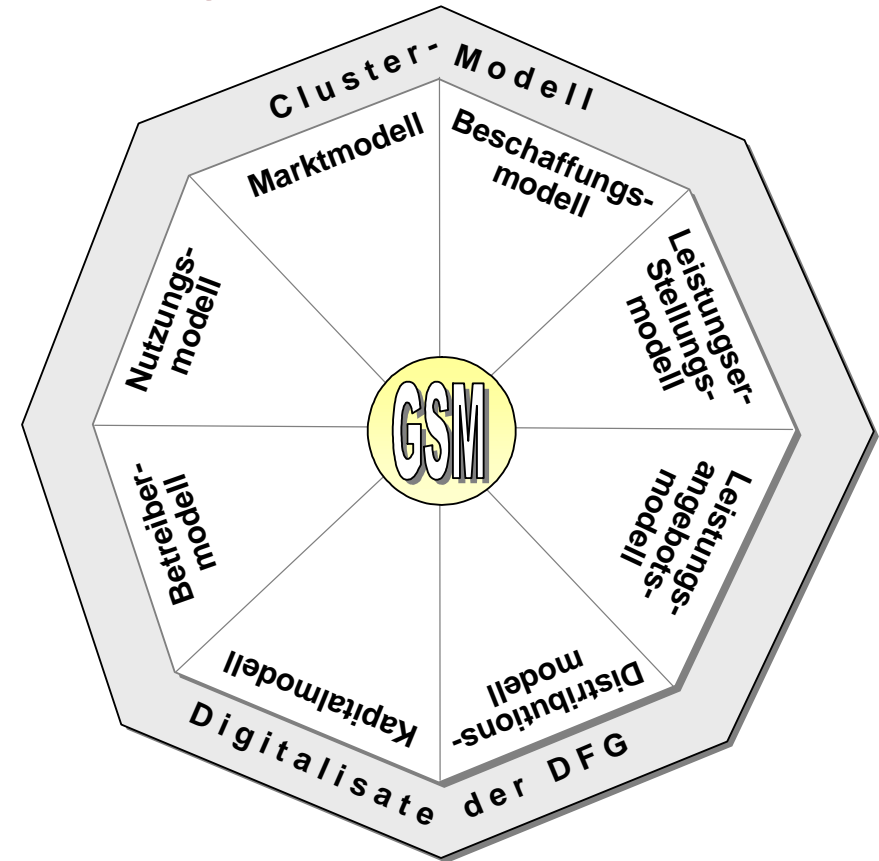 Cluster-Modell
Marktmodell
Beschaffungs-
modell
Leistungser-
Stellungs-
modell
Leistungs-
angebots-
modell
Distributions-
modell
Kapitalmodell
Betreiber-
modell
Nutzungs-
modell
GSM
Digitalisate der DFG